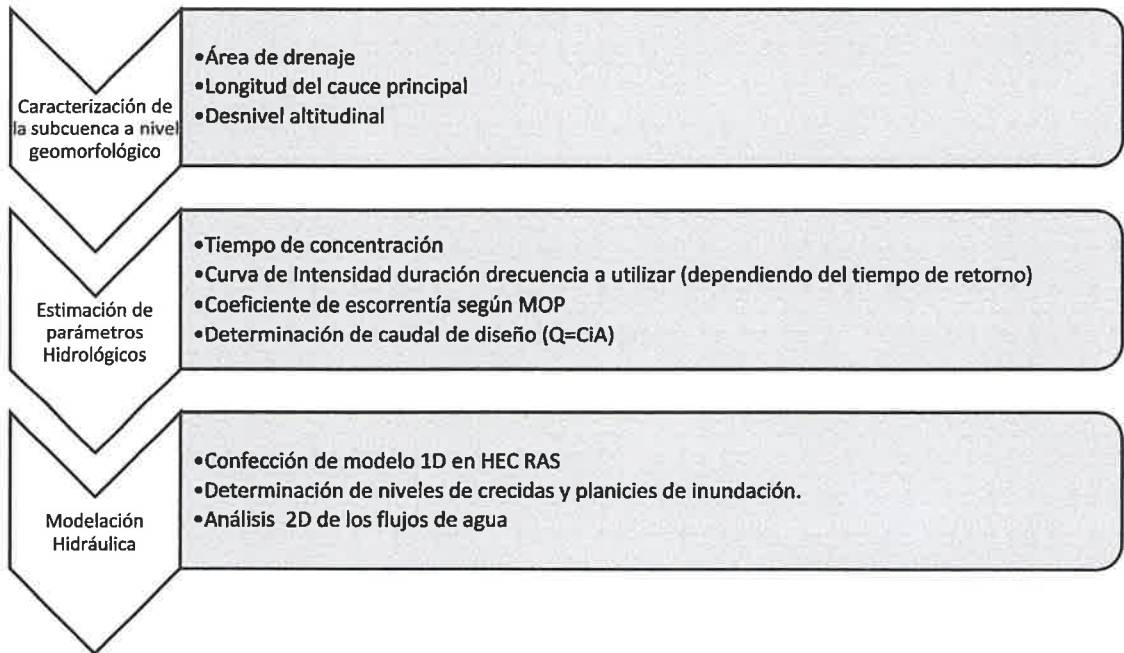 Caracterización de
la subcuenca a nivel
geomorfológico
•Área de drenaje
•Longitud del cauce principal
•Desnivel altitudinal
Estimación de
parámetros
Hidrológicos
•Tiempo de concentración
•Curva de Intensidad duración drecuencia a utilizar (dependiendo del tiempo de retorno)
•Coeficiente de escorrentía según MOP
•Determinación de caudal de diseño (Q=CiA)
Modelación
Hidráulica
•Confección de modelo 1D en HEC RAS
•Determinación de niveles de crecidas y planicies de inundación.
•Análisis 2D de los flujos de agua